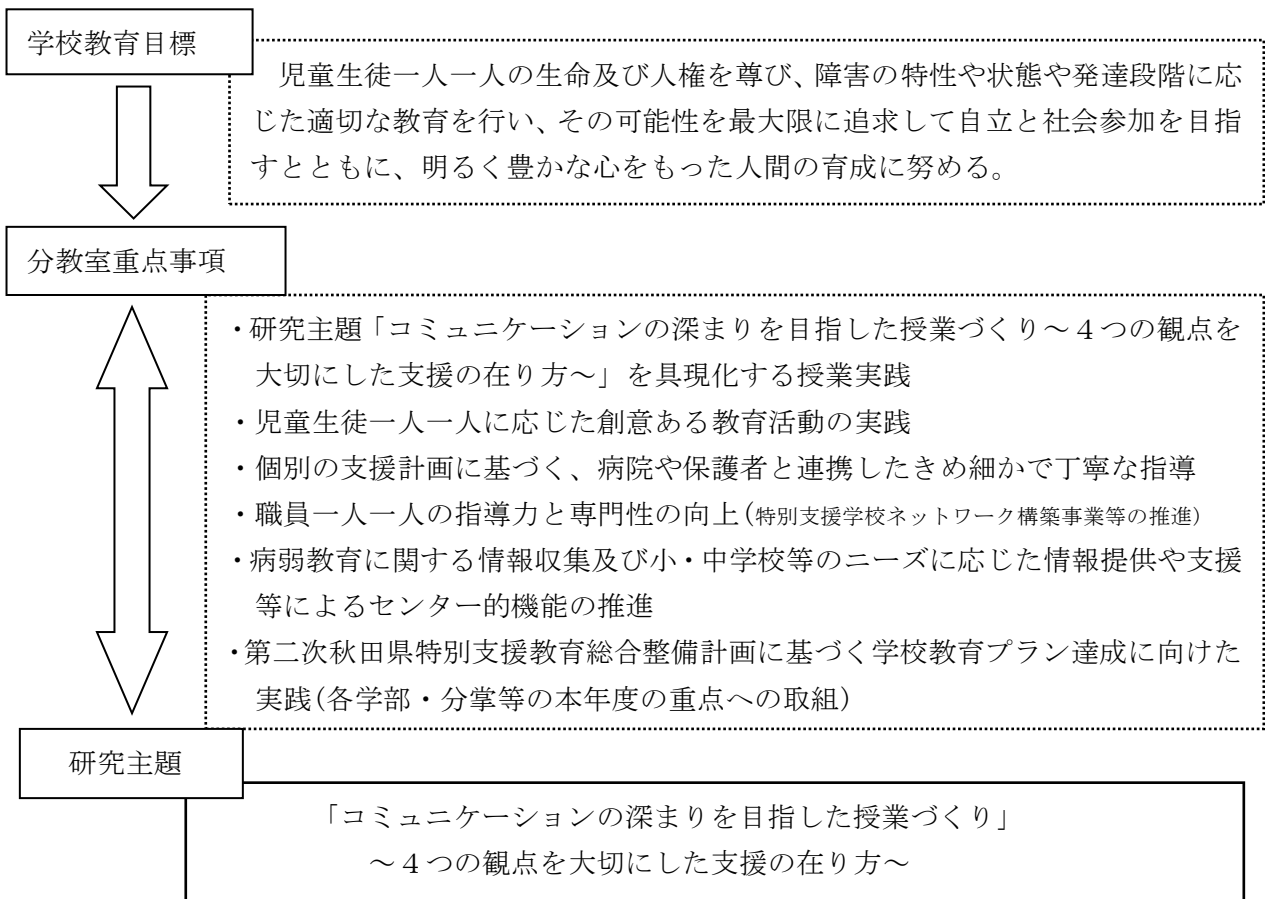 学校教育目標
児童生徒一人一人の生命及び人権を尊び、障害の特性や状態や発達段階に応
じた適切な教育を行い、その可能性を最大限に追求して自立と社会参加を目指
すとともに、明るく豊かな心をもった人間の育成に努める。
分教室重点事項
・研究主題「コミュニケーションの深まりを目指した授業づくり～４つの観点を
大切にした支援の在り方～」を具現化する授業実践
・児童生徒一人一人に応じた創意ある教育活動の実践
・個別の支援計画に基づく、病院や保護者と連携したきめ細かで丁寧な指導
・職員一人一人の指導力と専門性の向上(特別支援学校ネットワーク構築事業等の推進)
・病弱教育に関する情報収集及び小・中学校等のニーズに応じた情報提供や支援
等によるセンター的機能の推進
・第二次秋田県特別支援教育総合整備計画に基づく学校教育プラン達成に向けた
実践(各学部・分掌等の本年度の重点への取組)
研究主題
「コミュニケーションの深まりを目指した授業づくり」
～４つの観点を大切にした支援の在り方～